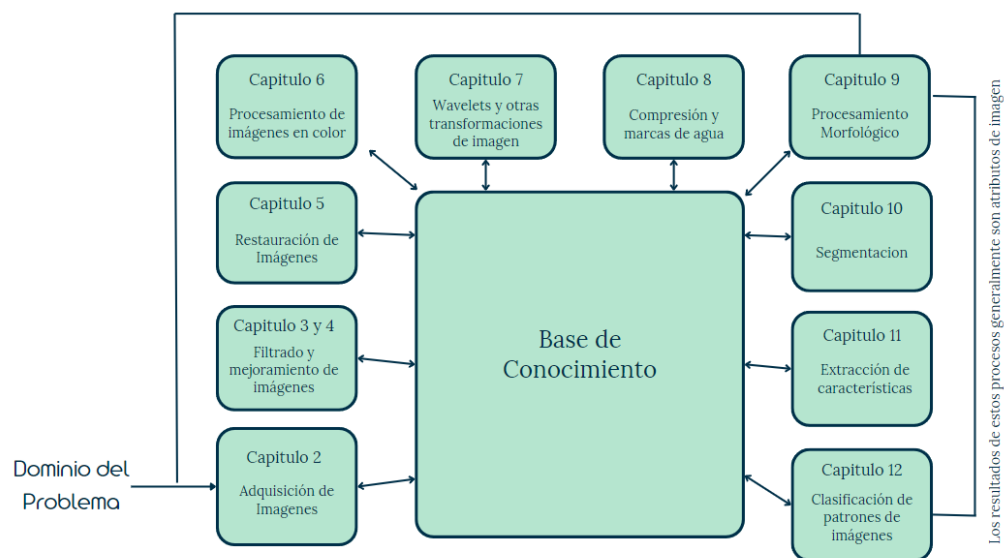 Capitulo 6
Procesamiento de
imágenes en color
Capitulo 7
Wavelets y otras
transformaciones
de imagen
Capitulo 8
Compresión y
marcas de agua
Capitulo 9
Procesamiento
Morfológico
Capitulo 5
Restauración de
Imágenes
Capitulo 10
Segmentacion
Capitulo 3 y 4
Filtrado y
mejoramiento de
imágenes
Base de
Conocimiento
Capitulo 11
Extracción de
características
Dominio del
Problema
Capitulo 2
Adquisición de
Imagenes
Capitulo 12
Clasificación de
patrones de
imágenes
Los resultados de estos procesos generalmente son atributos de imagen